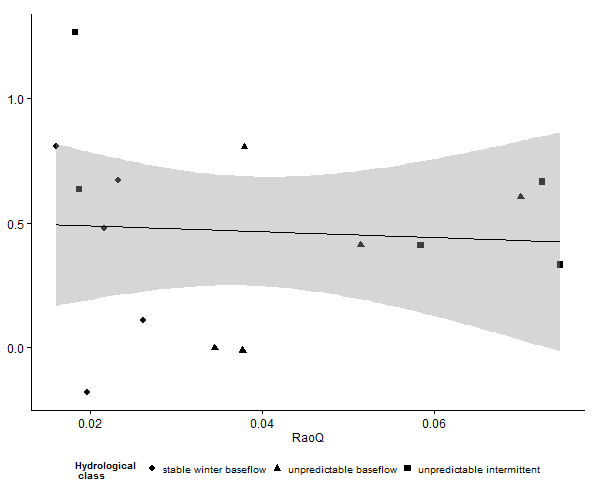 1.0
0.5
0.0
0.02 0.04 0.06
RaoQ
Hydrological
class
stable winter baseflow unpredictable baseflow unpredictable intermittent